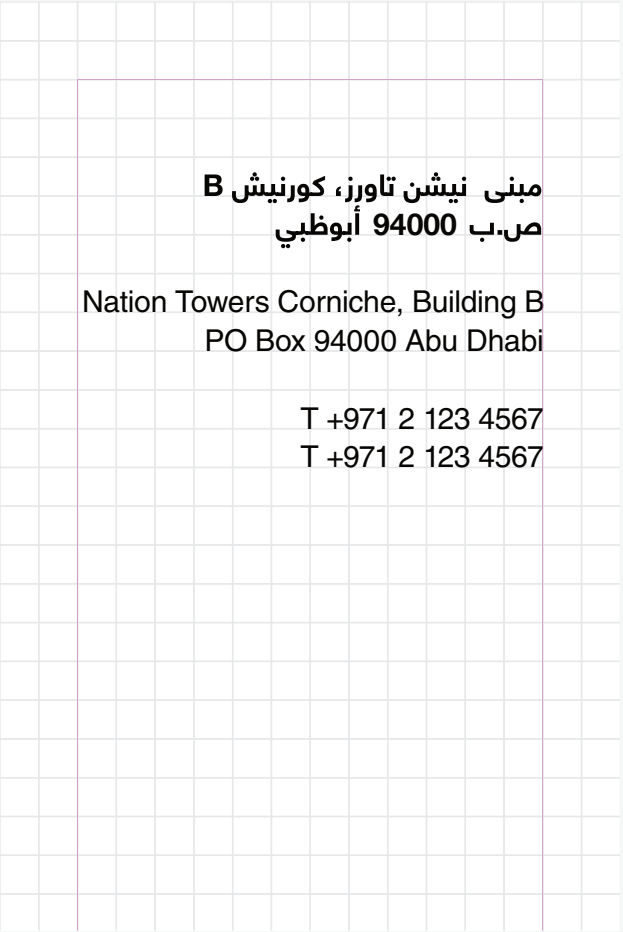 مبنى نيشن تاورز، كورنيش B
ص.ب 94000 أبوظبي
Nation Towers Corniche, Building B
PO Box 94000 Abu Dhabi
T +971 2 123 4567
T +971 2 123 4567